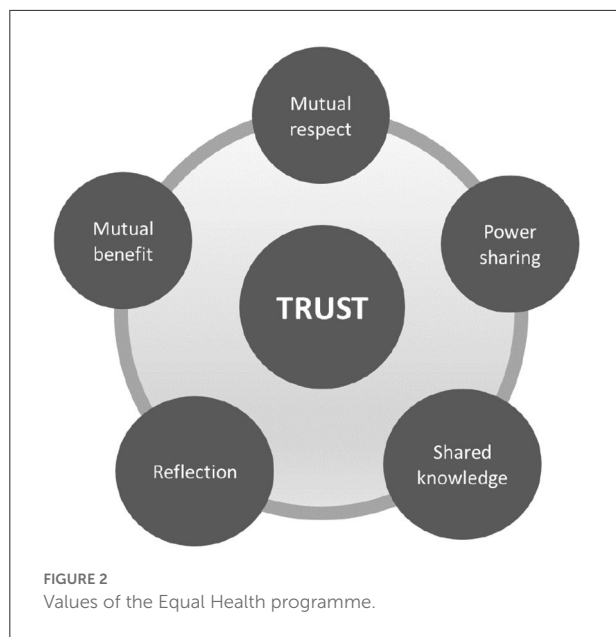 Mutual
respect
Mutual
benefit
Power
sharing
TRUST
Reflection
Shared
knowledge
FIGURE 2
Values of the Equal Health programme.